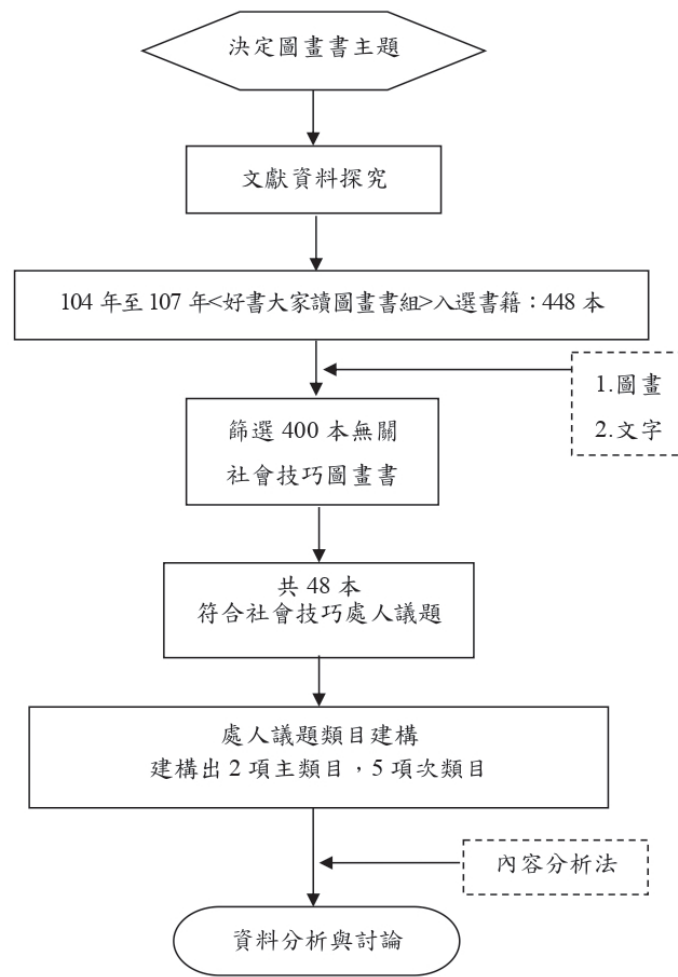 決定圖畫書主題
文獻資料探究
104 年至 107 年<好書大家讀圖畫書組>入選書籍：448 本
1.圖畫
2.文字
篩選 400 本無關
社會技巧圖畫書
共 48 本
符合社會技巧處人議題
處人議題類目建構
建構出 2 項主類目，5 項次類目
內容分析法
資料分析與討論